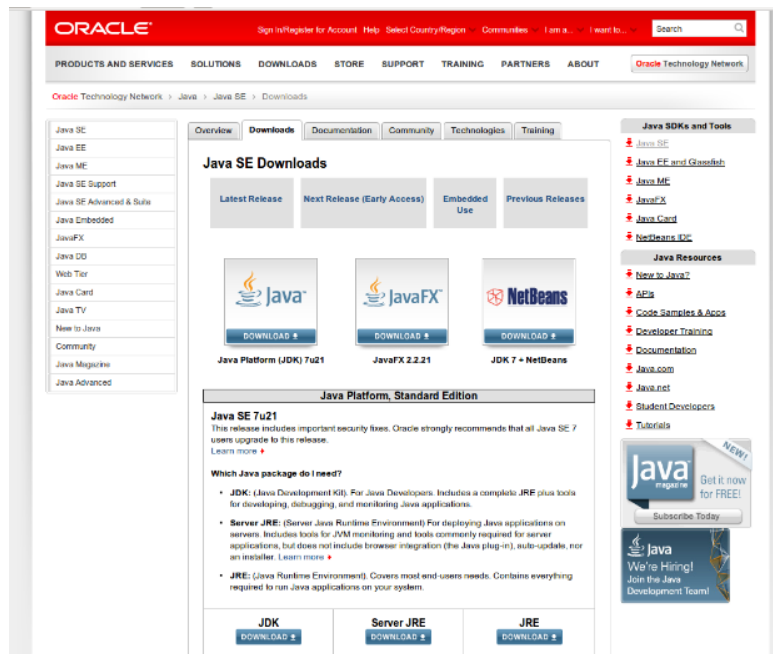 ORACLE
Sign In/Register for Account Help Select Country/Region Communities I am a... I want to... Search
PRODUCTS AND SERVICES SOLUTIONS DOWNLOADS STORE SUPPORT TRAINING PARTNERS ABOUT Oracle Technology Network
Oracle Technology Network > Java > Java SE > Downloads
Java SE
Java EE
Java ME
Java SE Support
Java SE Advanced & Suite
Java Embedded
JavaFX
Java DB
Web Tier
Java Card
Java TV
New to Java
Community
Java Magazine
Java Advanced
Overview Downloads Documentation Community Technologies Training
Java SE Downloads
Latest Release Next Release (Early Access) Embedded Use Previous Releases
Java JavaFX NetBeans
DOWNLOAD DOWNLOAD DOWNLOAD
Java Platform (JDK) 7u21 JavaFX 2.2.21 JDK 7 + NetBeans
Java Platform, Standard Edition
Java SE 7u21
This release includes important security fixes. Oracle strongly recommends that all Java SE 7
users upgrade to this release.
Learn more
Which Java package do I need?
• JDK: (Java Development Kit). For Java Developers. Includes a complete JRE plus tools
for developing, debugging, and monitoring Java applications.
• Server JRE: (Server Java Runtime Environment) For deploying Java applications on
servers. Includes tools for JVM monitoring and tools commonly required for server
applications, but does not include browser integration (the Java plug-in), auto-update, nor
an installer. Learn more
• JRE: (Java Runtime Environment). Covers most end-users needs. Contains everything
required to run Java applications on your system.
JDK Server JRE JRE
DOWNLOAD DOWNLOAD DOWNLOAD
Java SDKs and Tools
Java SE
Java EE and Glassfish
Java ME
JavaFX
Java Card
NetBeans IDE
Java Resources
New to Java?
APIs
Code Samples & Apps
Developer Training
Documentation
Java.com
Java.net
Student Developers
Tutorials
NEW!
Java
magazine
Get it now
for FREE!
Subscribe Today
Java
We're Hiring!
Join the Java
Development Team!